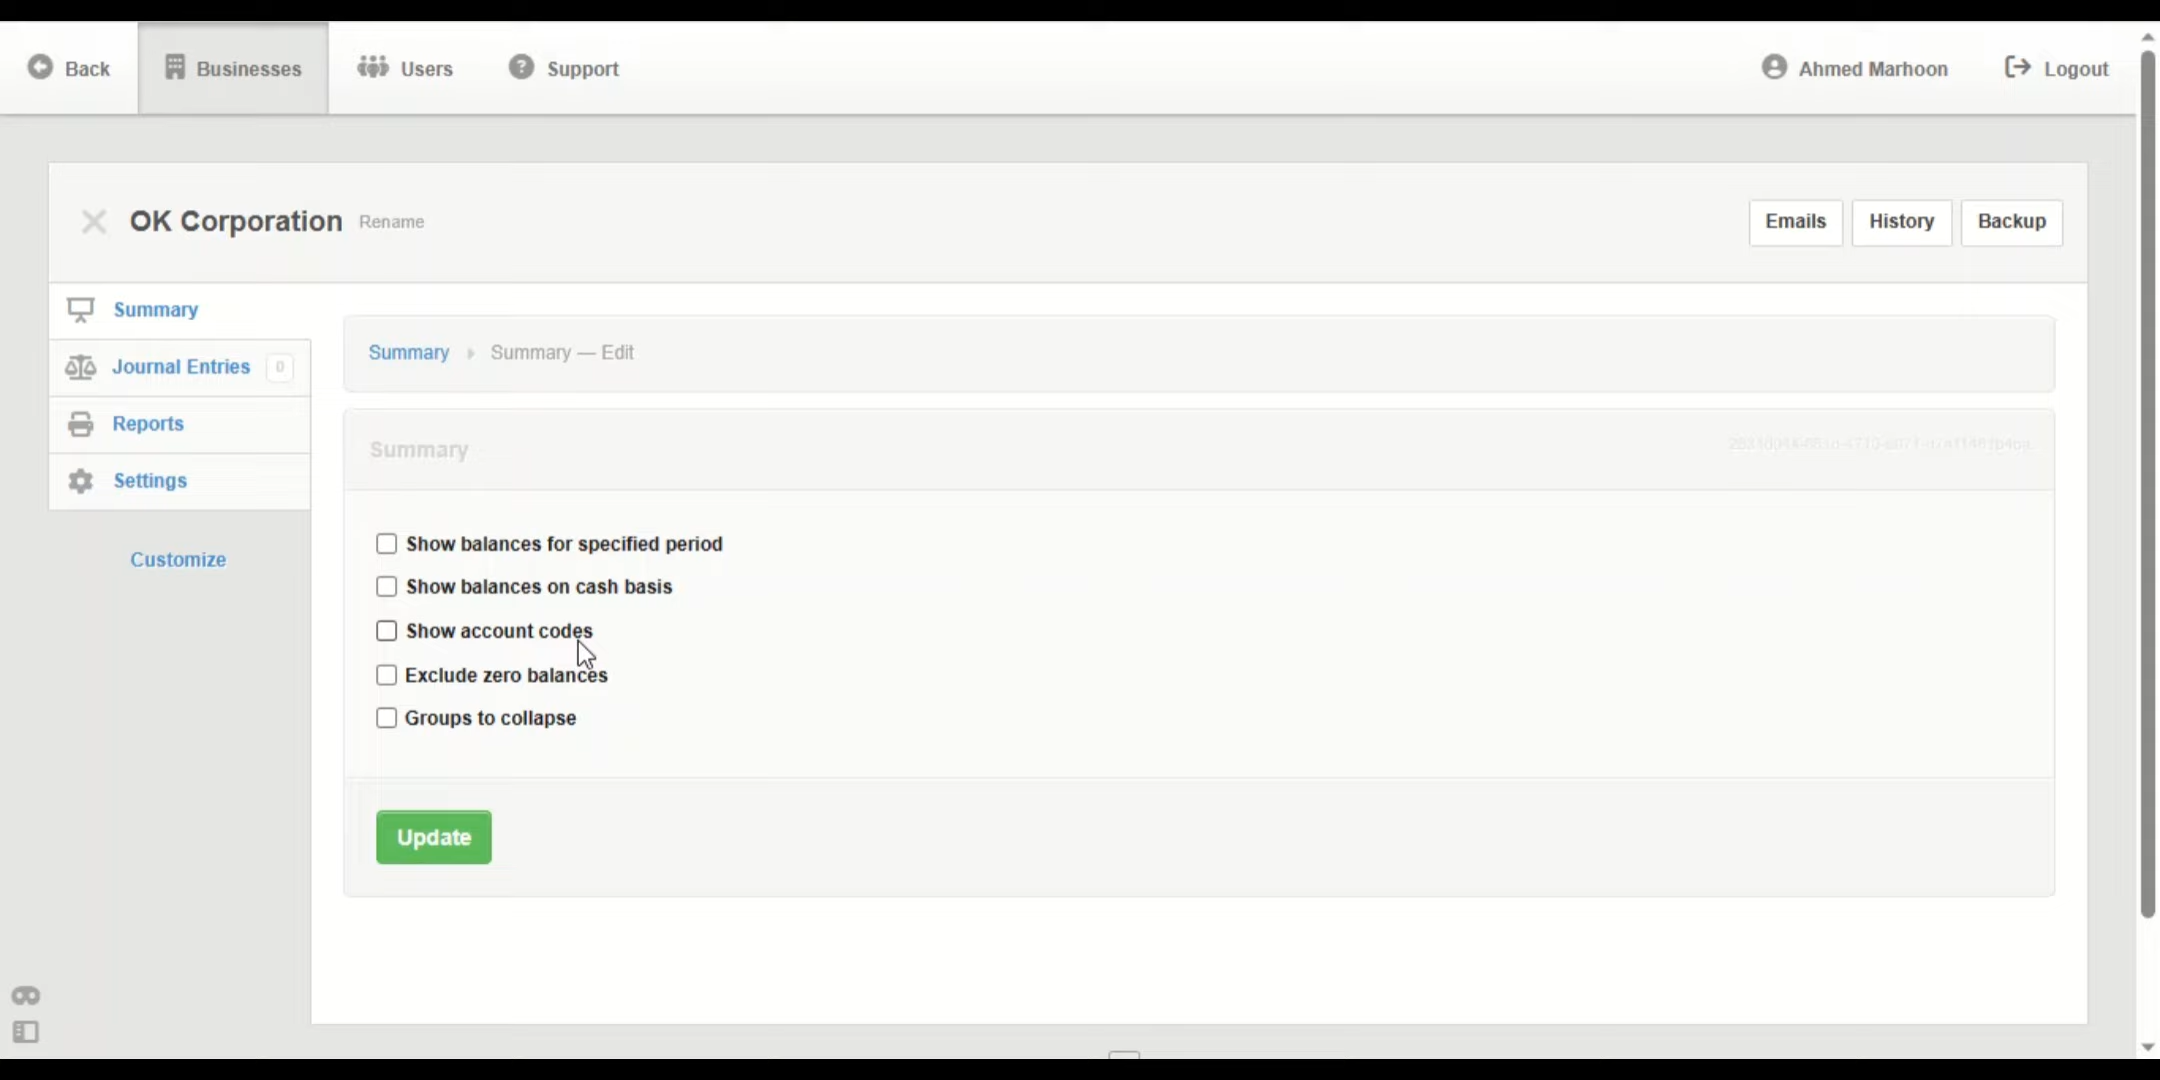 Back
Businesses
Users
Support
Ahmed Marhoon
Logout
OK Corporation Rename
Emails
History
Backup
Summary
Journal Entries 0
Reports
Settings
Customize
Summary Summary — Edit
Summary
Show balances for specified period
Show balances on cash basis
Show account codes
Exclude zero balances
Groups to collapse
Update